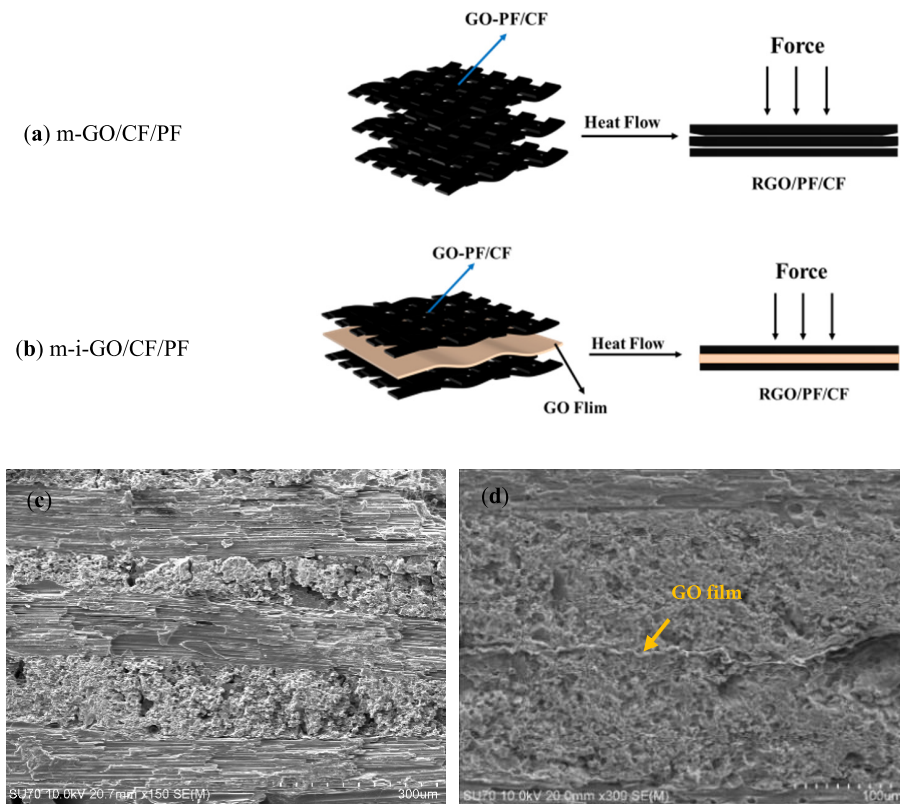 GO-PF/CF
Force
(a) m-GO/CF/PF
Heat Flow
RGO/PF/CF
GO-PF/CF
Force
(b) m-i-GO/CF/PF
Heat Flow
RGO/PF/CF
GO Flim
(c)
(d)
GO film
SU70 10.0kV 20.7mm x150 SE(M)
300um
SU70 10.0kV 20.0mm x300 SE(M)
100um